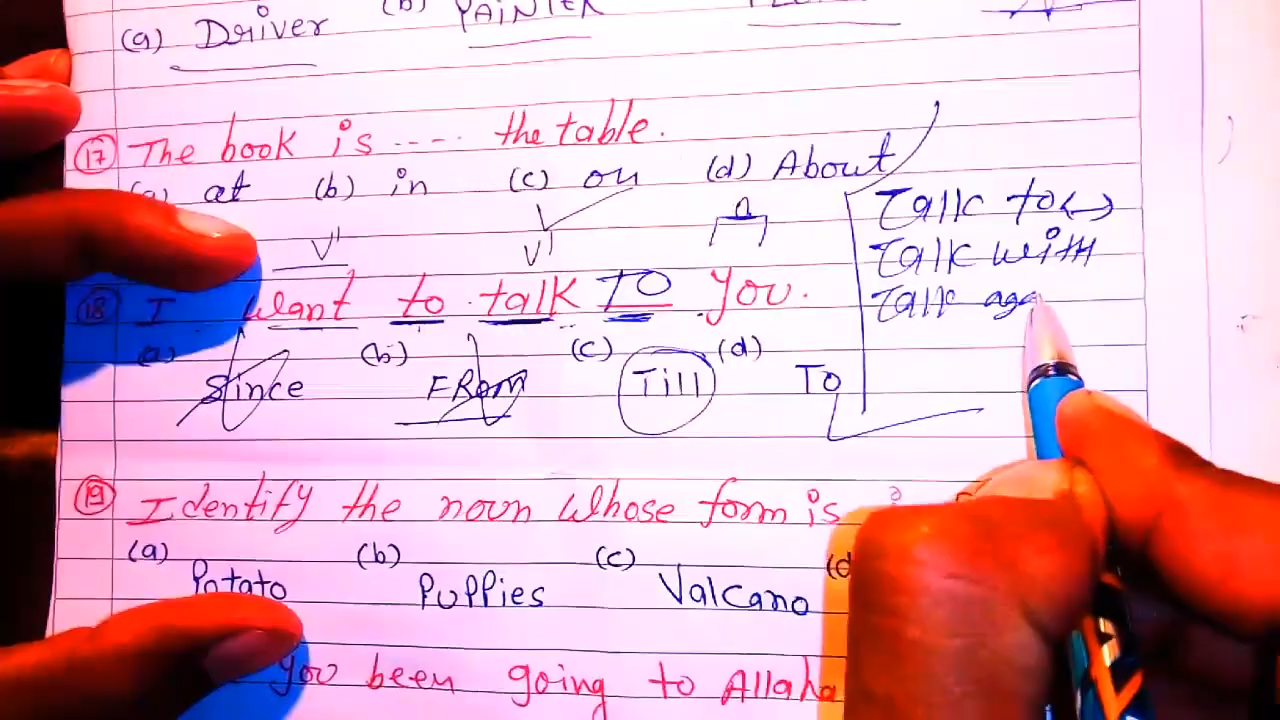 (a) Driver (b) PAiNTER
(17) The book is .... the table.
(a) at (b) in (c) on (d) About
V' V'
(18) I want to talk TO you.
(a) Since (b) FRom (c) Till (d) To
Talk to
Talk with
Talk aga
(19) Identify the noun whose form is
(a) Potato (b) PuPPies (c) Valcano (d
you been going to Allaha